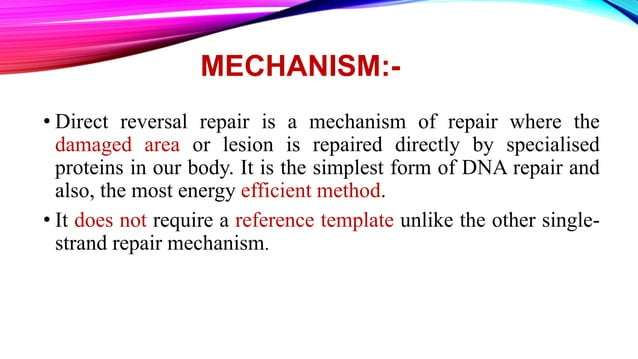 MECHANISM:-
• Direct reversal repair is a mechanism of repair where the
damaged area or lesion is repaired directly by specialised
proteins in our body. It is the simplest form of DNA repair and
also, the most energy efficient method.
• It does not require a reference template unlike the other single-
strand repair mechanism.